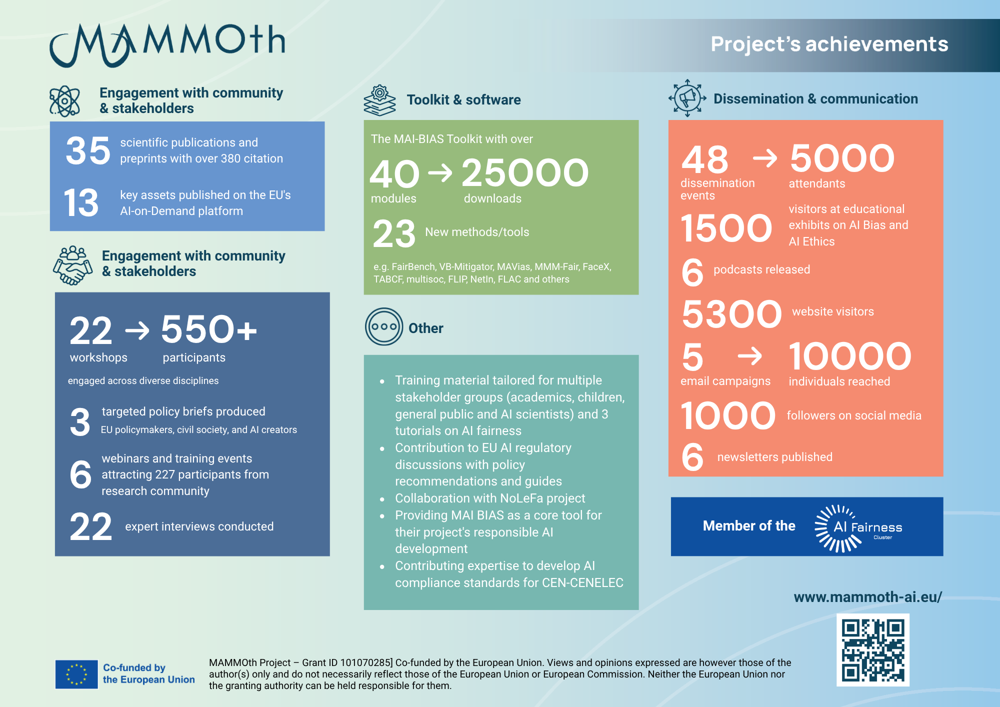 MAMMOth
Project's achievements
Engagement with community
& stakeholders
35
scientific publications and
preprints with over 380 citation
13
key assets published on the EU's
AI-on-Demand platform
Engagement with community
& stakeholders
22 → 550+
workshops participants
engaged across diverse disciplines
3
targeted policy briefs produced
EU policymakers, civil society, and AI creators
6
webinars and training events
attracting 227 participants from
research community
22
expert interviews conducted
Toolkit & software
The MAI-BIAS Toolkit with over
40 → 25000
modules downloads
23
New methods/tools
e.g. FairBench, VB-Mitigator, MAVias, MMM-Fair, FaceX,
TABCF, multisoc, FLIP, NetIn, FLAC and others
Other
• Training material tailored for multiple
stakeholder groups (academics, children,
general public and AI scientists) and 3
tutorials on AI fairness
• Contribution to EU AI regulatory
discussions with policy
recommendations and guides
• Collaboration with NoLeFa project
• Providing MAI BIAS as a core tool for
their project's responsible AI
development
• Contributing expertise to develop AI
compliance standards for CEN-CENELEC
Dissemination & communication
48 → 5000
dissemination
events
attendants
1500
visitors at educational
exhibits on AI Bias and
AI Ethics
6
podcasts released
5300
website visitors
5 → 10000
email campaigns individuals reached
1000
followers on social media
6
newsletters published
Member of the
AI Fairness
Cluster
www.mammoth-ai.eu/
Co-funded by
the European Union
MAMMOth Project – Grant ID 101070285] Co-funded by the European Union. Views and opinions expressed are however those of the
author(s) only and do not necessarily reflect those of the European Union or European Commission. Neither the European Union nor
the granting authority can be held responsible for them.